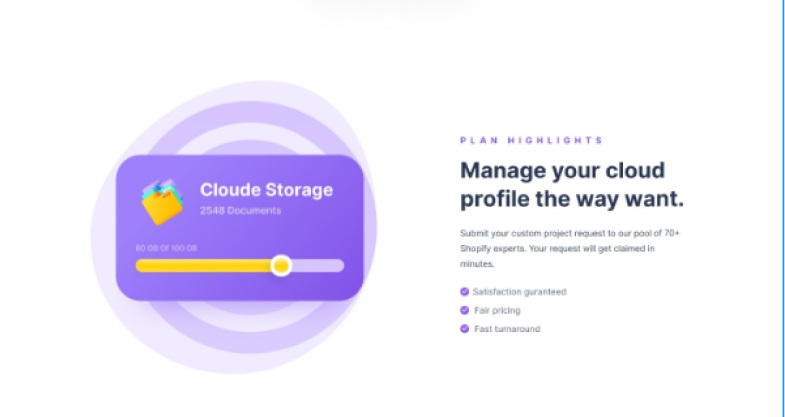 Cloude Storage
2548 Documents
80 GB Of 100 GB
PLAN HIGHLIGHTS
Manage your cloud
profile the way want.
Submit your custom project request to our pool of 70+
Shopify experts. Your request will get claimed in
minutes.
Satisfaction guranteed
Fair pricing
Fast turnaround